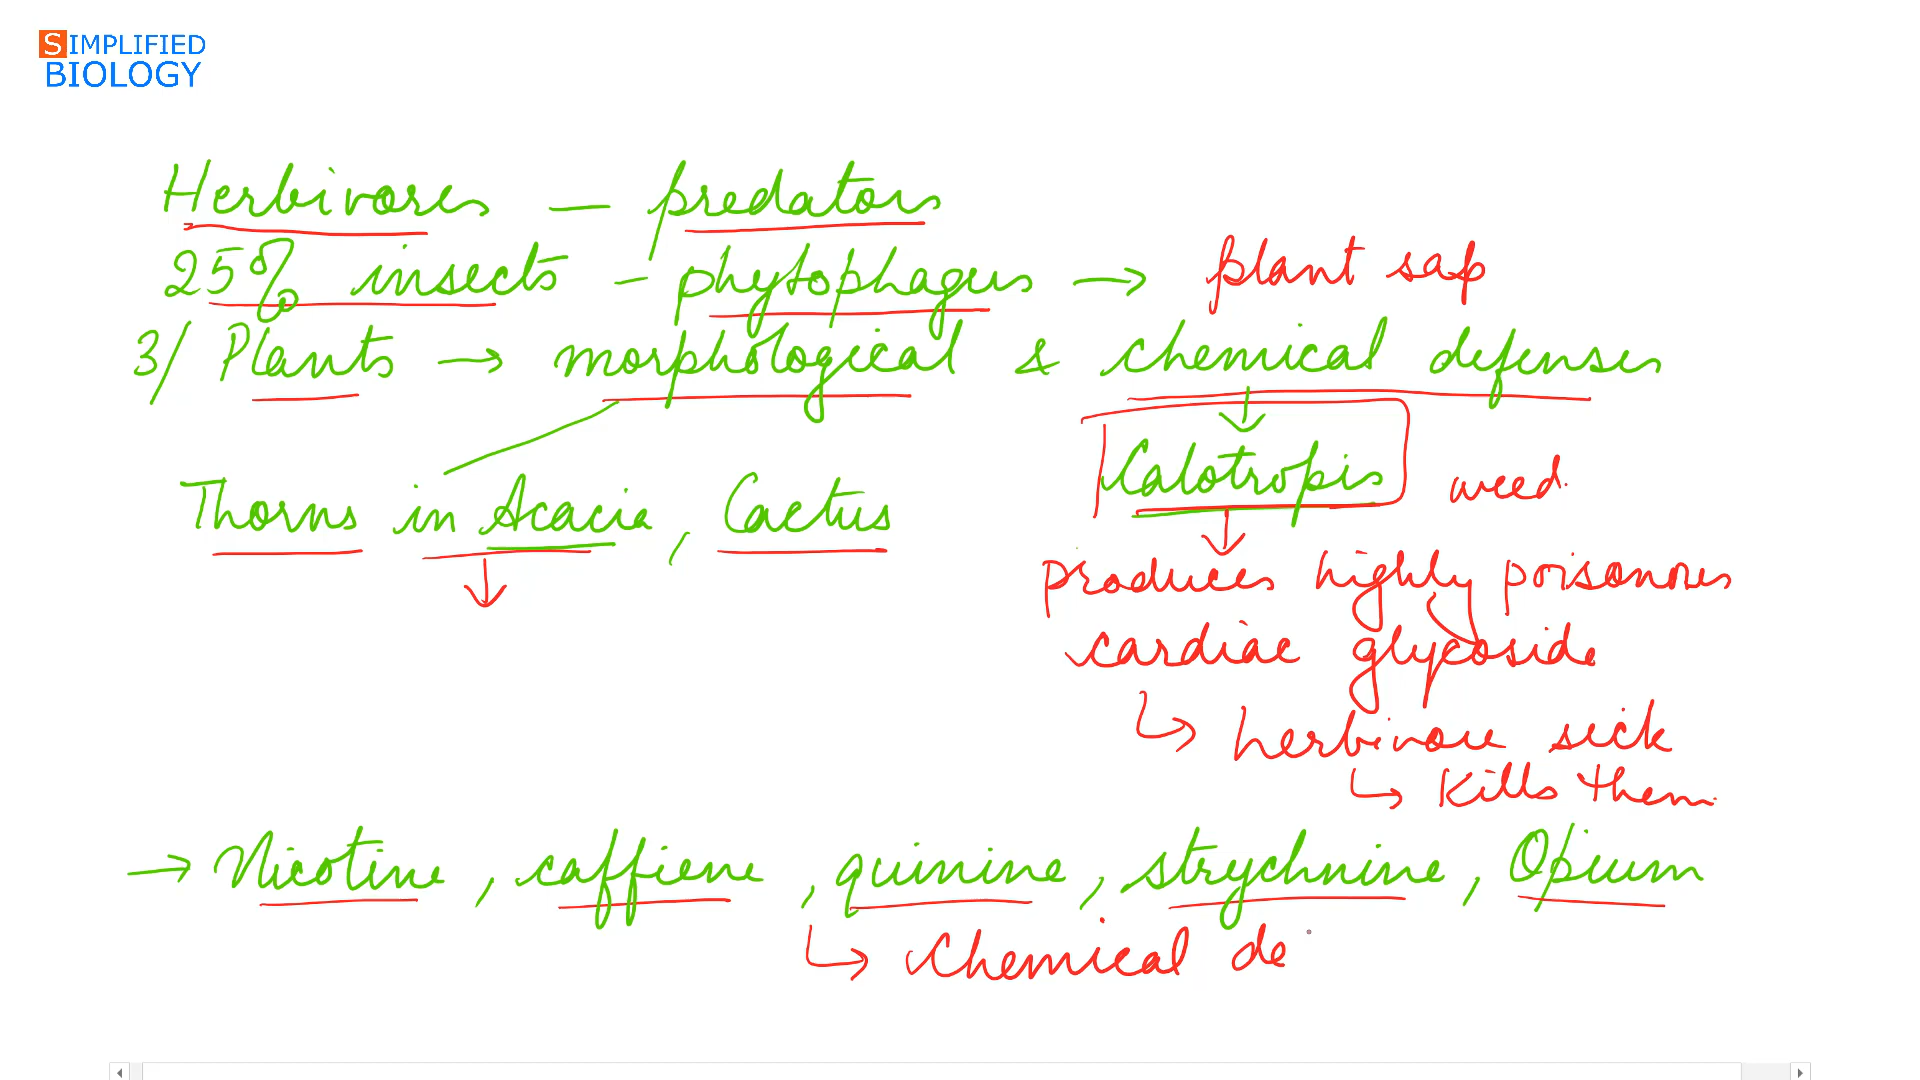 SIMPLIFIED
BIOLOGY
Herbivores — predators
25% insects - phytophagus → plant sap
3/ Plants → morphological & chemical defenses
Thorns in Acacia, Cactus
Calotropis weed.
produces highly poisonous
cardiac glycoside
herbivore sick
Kills them
→ Nicotine, caffiene, quinine, strychnine, Opium
Chemical de